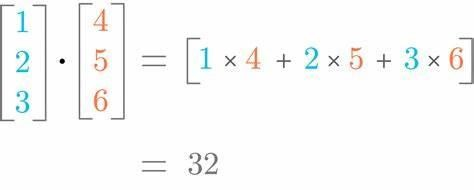 [1 2 3] · [4 5 6] = [1 × 4 + 2 × 5 + 3 × 6]
= 32